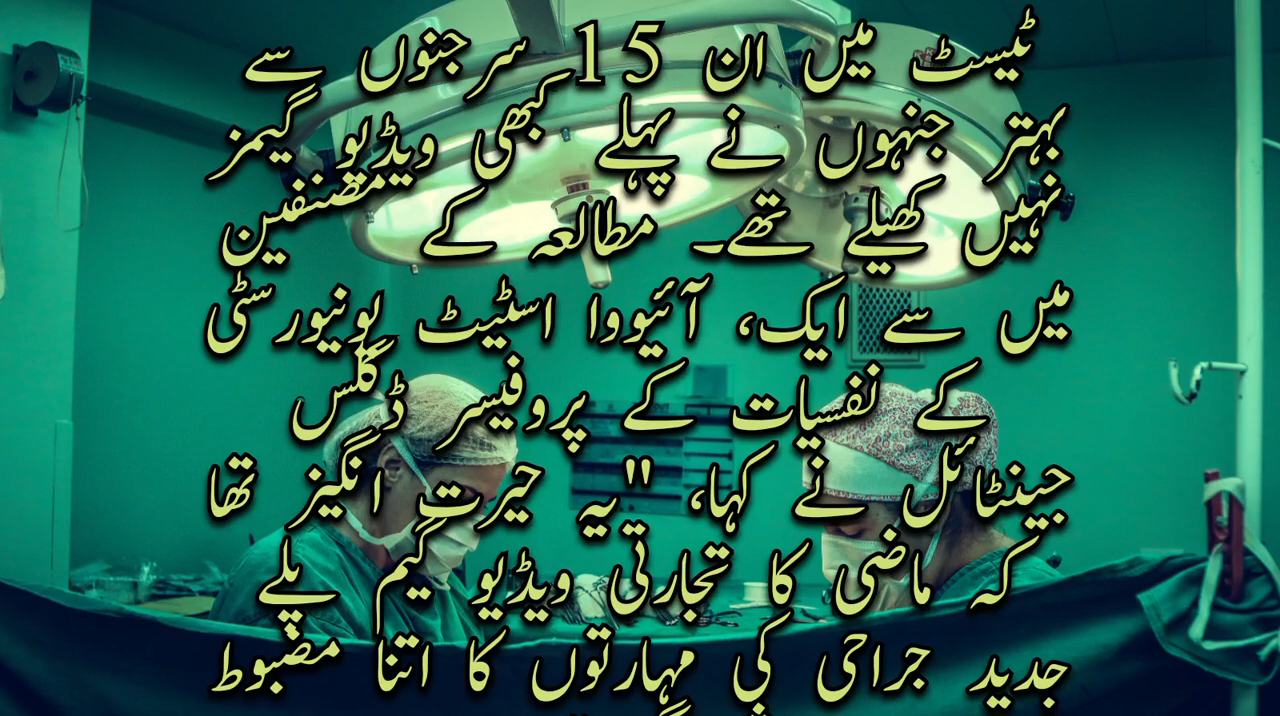 ٹیسٹ میں ان 15 سرجنوں سے
بہتر جنہوں نے پہلے کبھی ویڈیو گیمز
نہیں کھیلے تھے۔ مطالعہ کے مصنفین
میں سے ایک، آئیووا اسٹیٹ یونیورسٹی
کے نفسیات کے پروفیسر ڈگلس
جینٹائل نے کہا، "یہ حیرت انگیز تھا
کہ ماضی کا تجارتی ویڈیو گیم پلے
جدید جراحی کی مہارتوں کا اتنا مضبوط